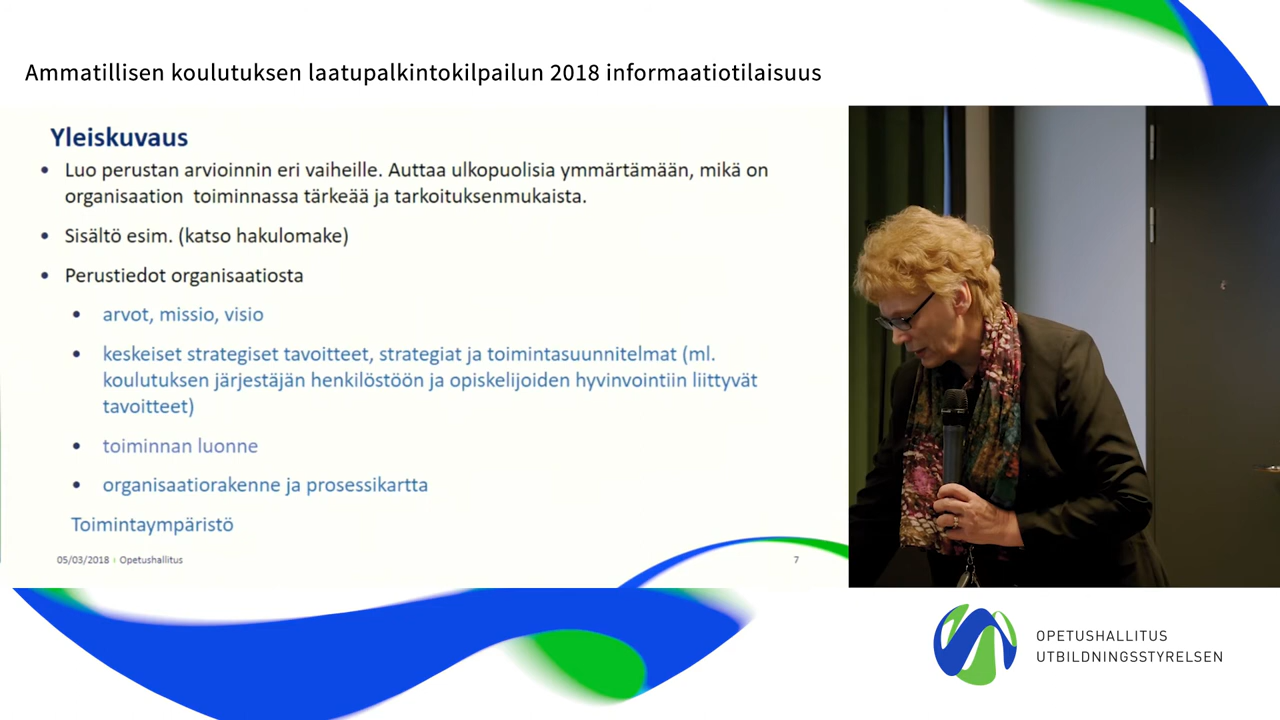 Ammatillisen koulutuksen laatupalkintokilpailun 2018 informaatiotilaisuus
Yleiskuvaus
• Luo perustan arvioinnin eri vaiheille. Auttaa ulkopuolisia ymmärtämään, mikä on
organisaation toiminnassa tärkeää ja tarkoituksenmukaista.
• Sisältö esim. (katso hakulomake)
• Perustiedot organisaatiosta
• arvot, missio, visio
• keskeiset strategiset tavoitteet, strategiat ja toimintasuunnitelmat (ml.
koulutuksen järjestäjän henkilöstöön ja opiskelijoiden hyvinvointiin liittyvät
tavoitteet)
• toiminnan luonne
• organisaatiorakenne ja prosessikartta
Toimintaympäristö
05/03/2018 Opetushallitus 7
OPETUSHALLITUS
UTBILDNINGSSTYRELSEN